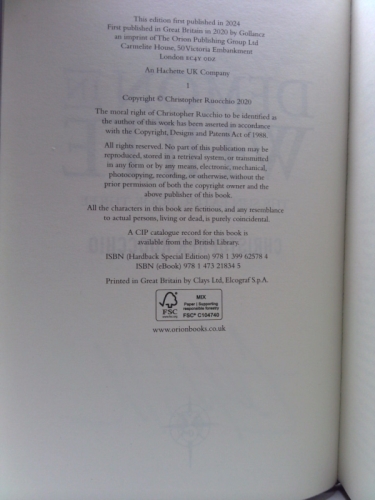 This edition first published in 2024
First published in Great Britain in 2020 by Gollancz
an imprint of The Orion Publishing Group Ltd
Carmelite House, 50 Victoria Embankment
London EC4Y 0DZ
An Hachette UK Company
1
Copyright © Christopher Ruocchio 2020
The moral right of Christopher Ruocchio to be identified as
the author of this work has been asserted in accordance
with the Copyright, Designs and Patents Act of 1988.
All rights reserved. No part of this publication may be
reproduced, stored in a retrieval system, or transmitted
in any form or by any means, electronic, mechanical,
photocopying, recording, or otherwise, without the
prior permission of both the copyright owner and the
above publisher of this book.
All the characters in this book are fictitious, and any resemblance
to actual persons, living or dead, is purely coincidental.
A CIP catalogue record for this book is
available from the British Library.
ISBN (Hardback Special Edition) 978 1 399 62578 4
ISBN (eBook) 978 1 473 21834 5
Printed in Great Britain by Clays Ltd, Elcograf S.p.A.
FSC
MIX
Paper | Supporting
responsible forestry
FSC® C104740
www.orionbooks.co.uk